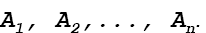 A₁, A₂,..., Aₙ.